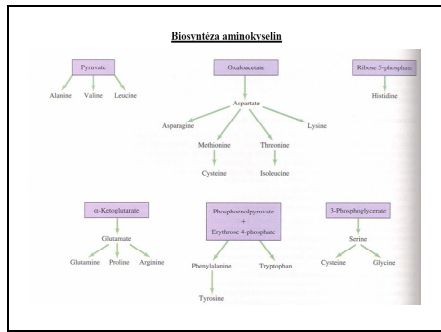 Biosyntéza aminokyselin
Pyruvate
Oxaloacetate
Ribose 5-phosphate
Alanine Valine Leucine
Aspartate
Histidine
Asparagine
Lysine
Methionine
Threonine
Cysteine
Isoleucine
α-Ketoglutarate
Phosphoenolpyruvate
+
Erythrose 4-phosphate
3-Phosphoglycerate
Glutamate
Serine
Glutamine Proline Arginine
Phenylalanine
Tryptophan
Cysteine
Glycine
Tyrosine